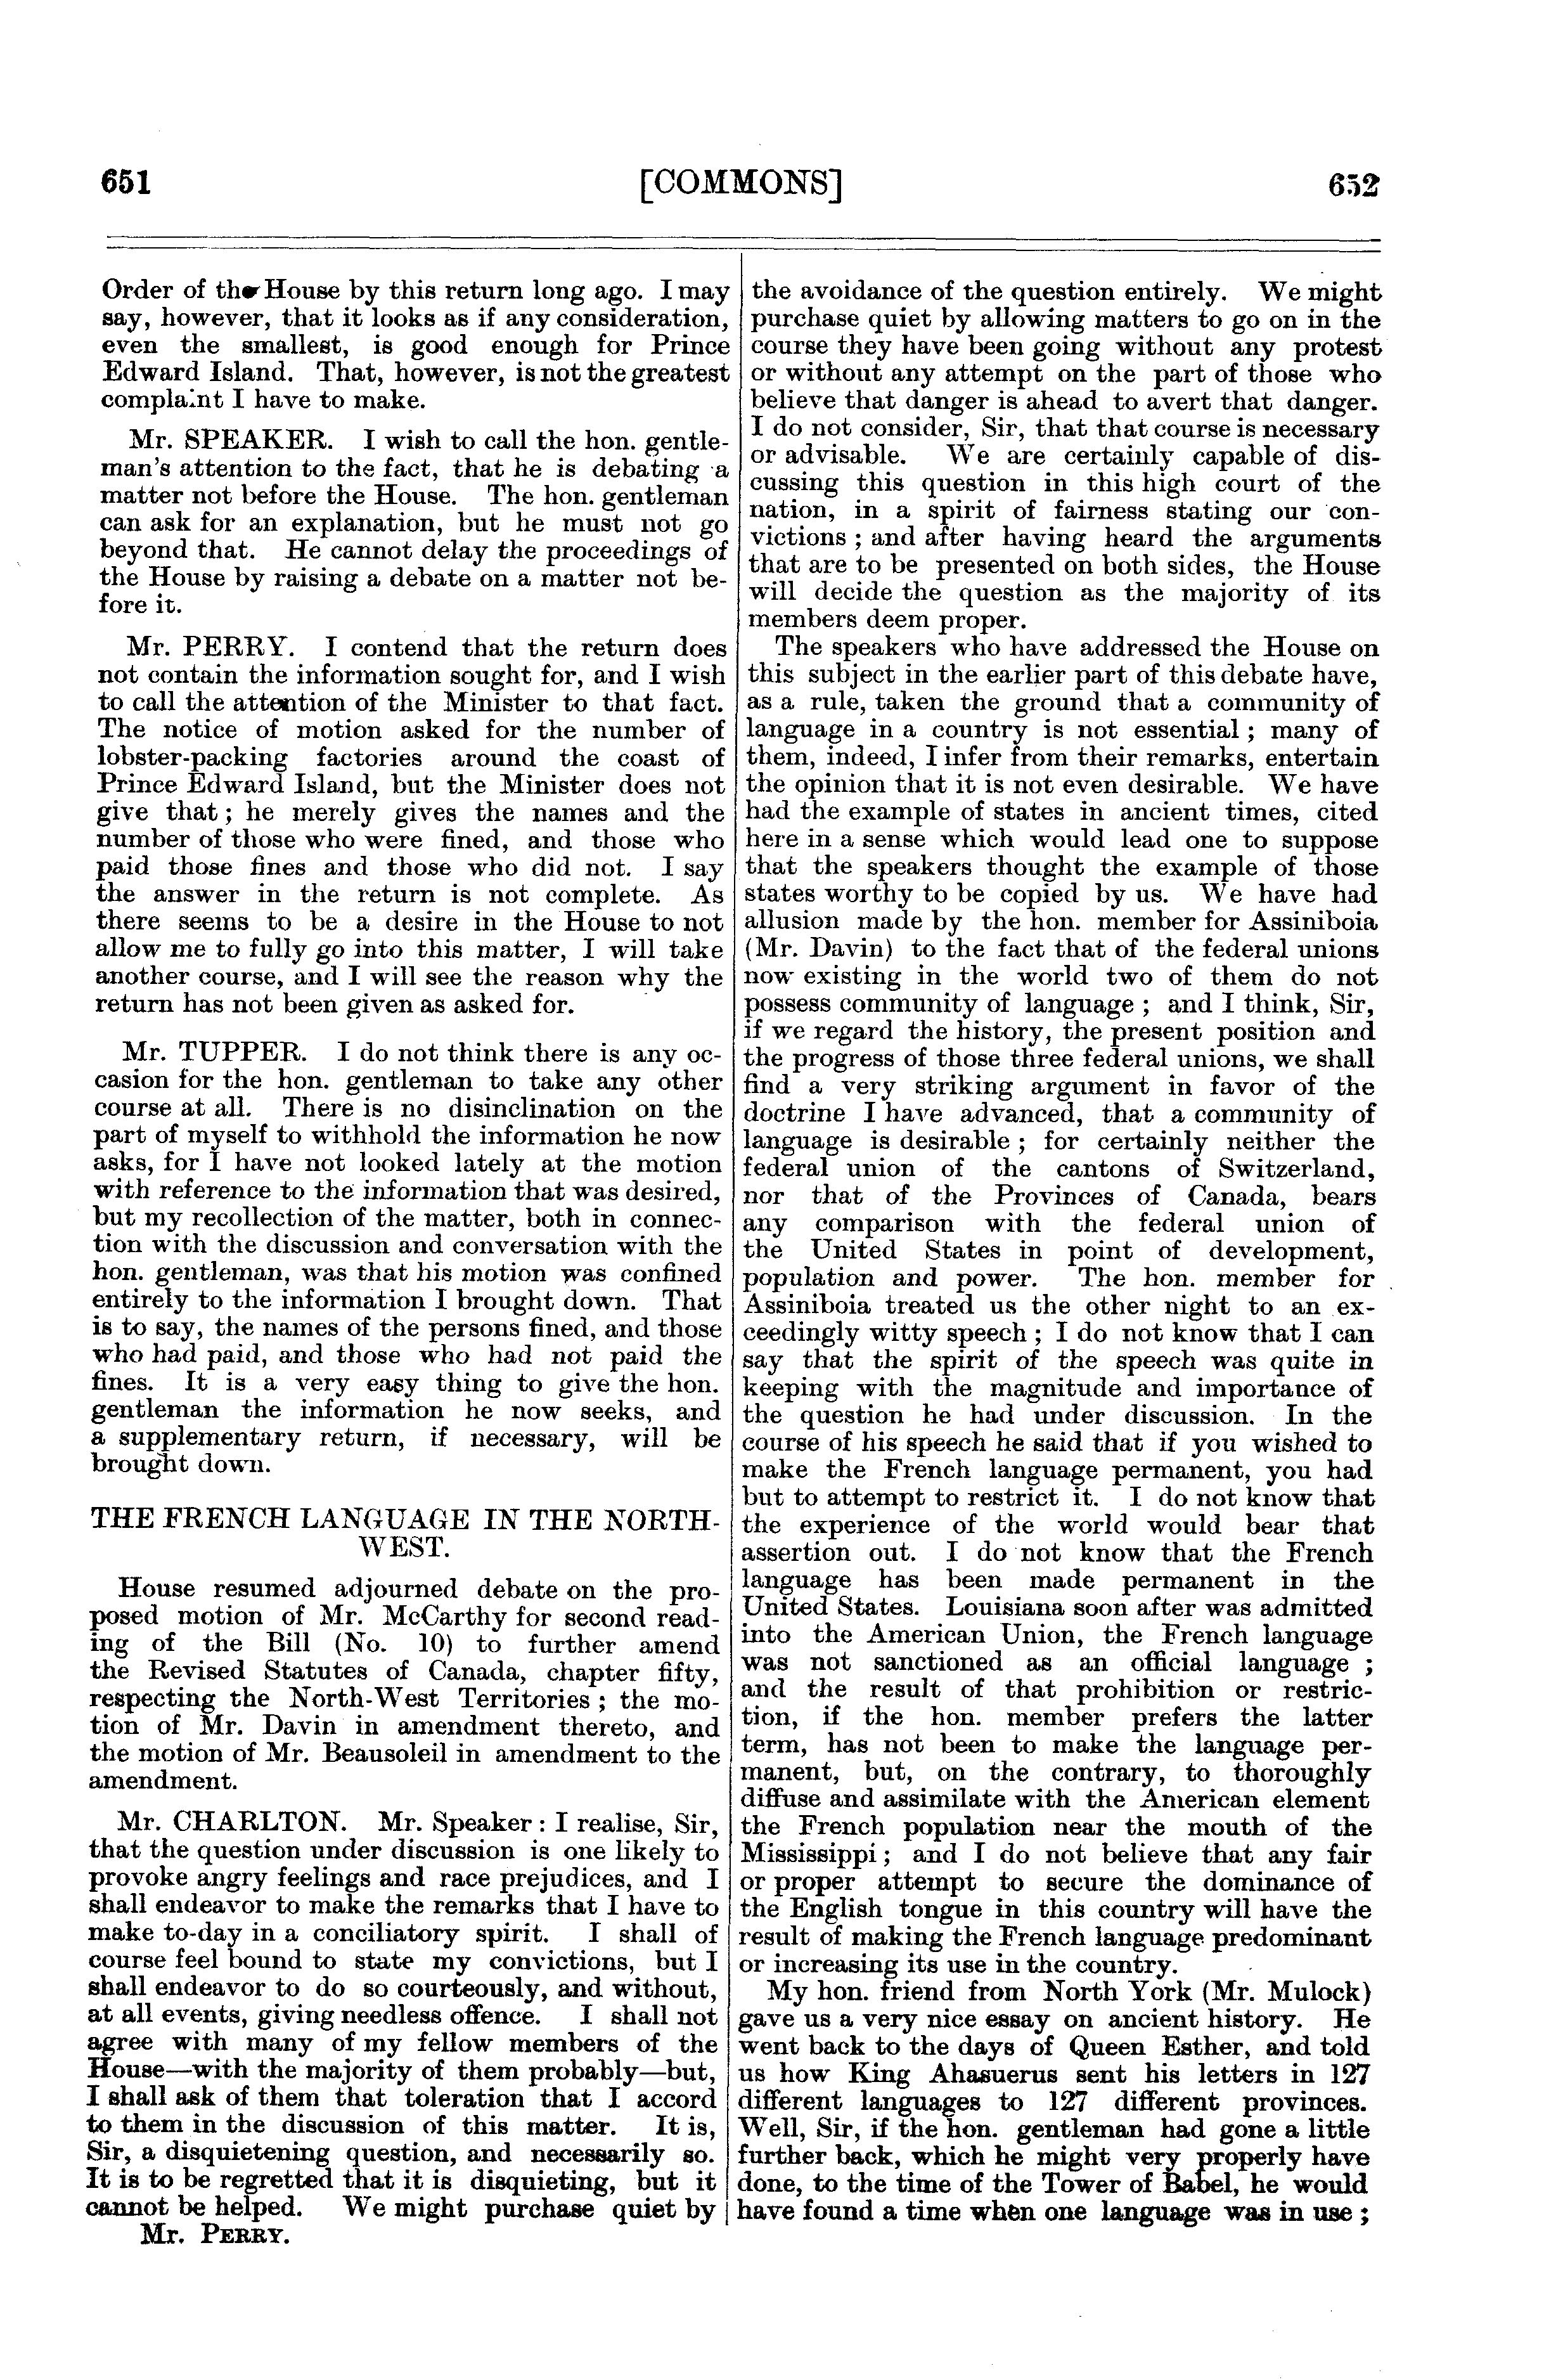 651
[COMMONS]
652
Order of the House by this return long ago. I may
say, however, that it looks as if any consideration,
even the smallest, is good enough for Prince
Edward Island. That, however, is not the greatest
complaint I have to make.
Mr. SPEAKER. I wish to call the hon. gentle-
man's attention to the fact, that he is debating a
matter not before the House. The hon. gentleman
can ask for an explanation, but he must not go
beyond that. He cannot delay the proceedings of
the House by raising a debate on a matter not be-
fore it.
Mr. PERRY. I contend that the return does
not contain the information sought for, and I wish
to call the attention of the Minister to that fact.
The notice of motion asked for the number of
lobster-packing factories around the coast of
Prince Edward Island, but the Minister does not
give that ; he merely gives the names and the
number of those who were fined, and those who
paid those fines and those who did not. I say
the answer in the return is not complete. As
there seems to be a desire in the House to not
allow me to fully go into this matter, I will take
another course, and I will see the reason why the
return has not been given as asked for.
Mr. TUPPER. I do not think there is any oc-
casion for the hon. gentleman to take any other
course at all. There is no disinclination on the
part of myself to withhold the information he now
asks, for I have not looked lately at the motion
with reference to the information that was desired,
but my recollection of the matter, both in connec-
tion with the discussion and conversation with the
hon. gentleman, was that his motion was confined
entirely to the information I brought down. That
is to say, the names of the persons fined, and those
who had paid, and those who had not paid the
fines. It is a very easy thing to give the hon.
gentleman the information he now seeks, and
a supplementary return, if necessary, will be
brought down.
THE FRENCH LANGUAGE IN THE NORTH-
WEST.
House resumed adjourned debate on the pro-
posed motion of Mr. McCarthy for second read-
ing of the Bill (No. 10) to further amend
the Revised Statutes of Canada, chapter fifty,
respecting the North-West Territories ; the mo-
tion of Mr. Davin in amendment thereto, and
the motion of Mr. Beausoleil in amendment to the
amendment.
Mr. CHARLTON. Mr. Speaker : I realise, Sir,
that the question under discussion is one likely to
provoke angry feelings and race prejudices, and I
shall endeavor to make the remarks that I have to
make to-day in a conciliatory spirit. I shall of
course feel bound to state my convictions, but I
shall endeavor to do so courteously, and without,
at all events, giving needless offence. I shall not
agree with many of my fellow members of the
House—with the majority of them probably—but,
I shall ask of them that toleration that I accord
to them in the discussion of this matter. It is,
Sir, a disquietening question, and necessarily so.
It is to be regretted that it is disquieting, but it
cannot be helped. We might purchase quiet by
Mr. PERRY.
the avoidance of the question entirely. We might
purchase quiet by allowing matters to go on in the
course they have been going without any protest
or without any attempt on the part of those who
believe that danger is ahead to avert that danger.
I do not consider, Sir, that that course is necessary
or advisable. We are certainly capable of dis-
cussing this question in this high court of the
nation, in a spirit of fairness stating our con-
victions ; and after having heard the arguments
that are to be presented on both sides, the House
will decide the question as the majority of its
members deem proper.
The speakers who have addressed the House on
this subject in the earlier part of this debate have,
as a rule, taken the ground that a community of
language in a country is not essential ; many of
them, indeed, I infer from their remarks, entertain
the opinion that it is not even desirable. We have
had the example of states in ancient times, cited
here in a sense which would lead one to suppose
that the speakers thought the example of those
states worthy to be copied by us. We have had
allusion made by the hon. member for Assiniboia
(Mr. Davin) to the fact that of the federal unions
now existing in the world two of them do not
possess community of language ; and I think, Sir,
if we regard the history, the present position and
the progress of those three federal unions, we shall
find a very striking argument in favor of the
doctrine I have advanced, that a community of
language is desirable ; for certainly neither the
federal union of the cantons of Switzerland,
nor that of the Provinces of Canada, bears
any comparison with the federal union of
the United States in point of development,
population and power. The hon. member for
Assiniboia treated us the other night to an ex-
ceedingly witty speech ; I do not know that I can
say that the spirit of the speech was quite in
keeping with the magnitude and importance of
the question he had under discussion. In the
course of his speech he said that if you wished to
make the French language permanent, you had
but to attempt to restrict it. I do not know that
the experience of the world would bear that
assertion out. I do not know that the French
language has been made permanent in the
United States. Louisiana soon after was admitted
into the American Union, the French language
was not sanctioned as an official language ;
and the result of that prohibition or restric-
tion, if the hon. member prefers the latter
term, has not been to make the language per-
manent, but, on the contrary, to thoroughly
diffuse and assimilate with the American element
the French population near the mouth of the
Mississippi ; and I do not believe that any fair
or proper attempt to secure the dominance of
the English tongue in this country will have the
result of making the French language predominant
or increasing its use in the country.
My hon. friend from North York (Mr. Mulock)
gave us a very nice essay on ancient history. He
went back to the days of Queen Esther, and told
us how King Ahasuerus sent his letters in 127
different languages to 127 different provinces.
Well, Sir, if the hon. gentleman had gone a little
further back, which he might very properly have
done, to the time of the Tower of Babel, he would
have found a time when one language was in use ;